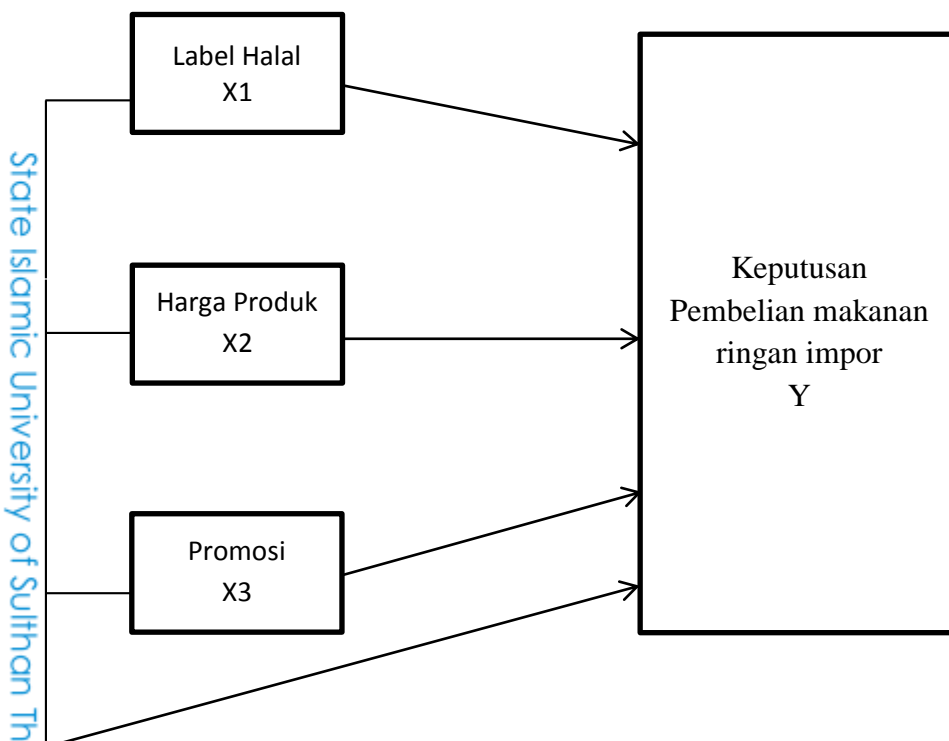 Label Halal
X1
Harga Produk
X2
Promosi
X3
Keputusan
Pembelian makanan
ringan impor
Y
State Islamic University of Sulthan Th